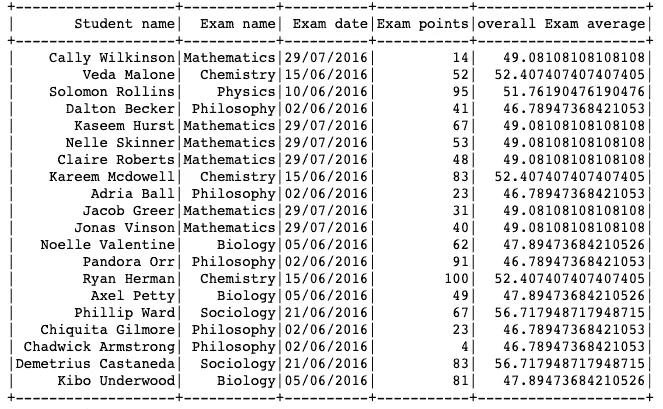 +------------------+-----------+----------+-----------+--------------------+
|      Student name|  Exam name| Exam date|Exam points|overall Exam average|
+------------------+-----------+----------+-----------+--------------------+
|   Cally Wilkinson|Mathematics|29/07/2016|         14|   49.08108108108108|
|       Veda Malone|  Chemistry|15/06/2016|         52|  52.407407407407405|
|   Solomon Rollins|    Physics|10/06/2016|         95|   51.76190476190476|
|     Dalton Becker| Philosophy|02/06/2016|         41|   46.78947368421053|
|      Kaseem Hurst|Mathematics|29/07/2016|         67|   49.08108108108108|
|     Nelle Skinner|Mathematics|29/07/2016|         53|   49.08108108108108|
|    Claire Roberts|Mathematics|29/07/2016|         48|   49.08108108108108|
|   Kareem Mcdowell|  Chemistry|15/06/2016|         83|  52.407407407407405|
|        Adria Ball| Philosophy|02/06/2016|         23|   46.78947368421053|
|       Jacob Greer|Mathematics|29/07/2016|         31|   49.08108108108108|
|      Jonas Vinson|Mathematics|29/07/2016|         40|   49.08108108108108|
|  Noelle Valentine|    Biology|05/06/2016|         62|   47.89473684210526|
|       Pandora Orr| Philosophy|02/06/2016|         91|   46.78947368421053|
|       Ryan Herman|  Chemistry|15/06/2016|        100|  52.407407407407405|
|        Axel Petty|    Biology|05/06/2016|         49|   47.89473684210526|
|      Phillip Ward|  Sociology|21/06/2016|         67|  56.717948717948715|
|  Chiquita Gilmore| Philosophy|02/06/2016|         23|   46.78947368421053|
|Chadwick Armstrong| Philosophy|02/06/2016|          4|   46.78947368421053|
|Demetrius Castaneda|  Sociology|21/06/2016|         83|  56.717948717948715|
|    Kibo Underwood|    Biology|05/06/2016|         81|   47.89473684210526|
+------------------+-----------+----------+-----------+--------------------+